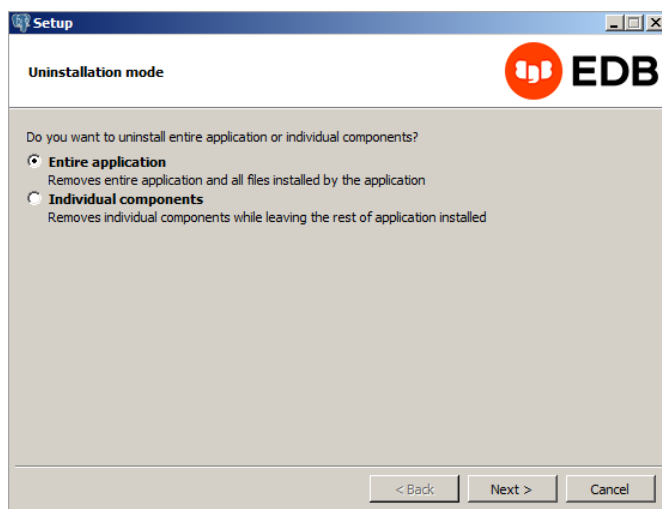 Setup
Uninstallation mode
EDB
Do you want to uninstall entire application or individual components?
Entire application
Removes entire application and all files installed by the application
Individual components
Removes individual components while leaving the rest of application installed
< Back
Next >
Cancel